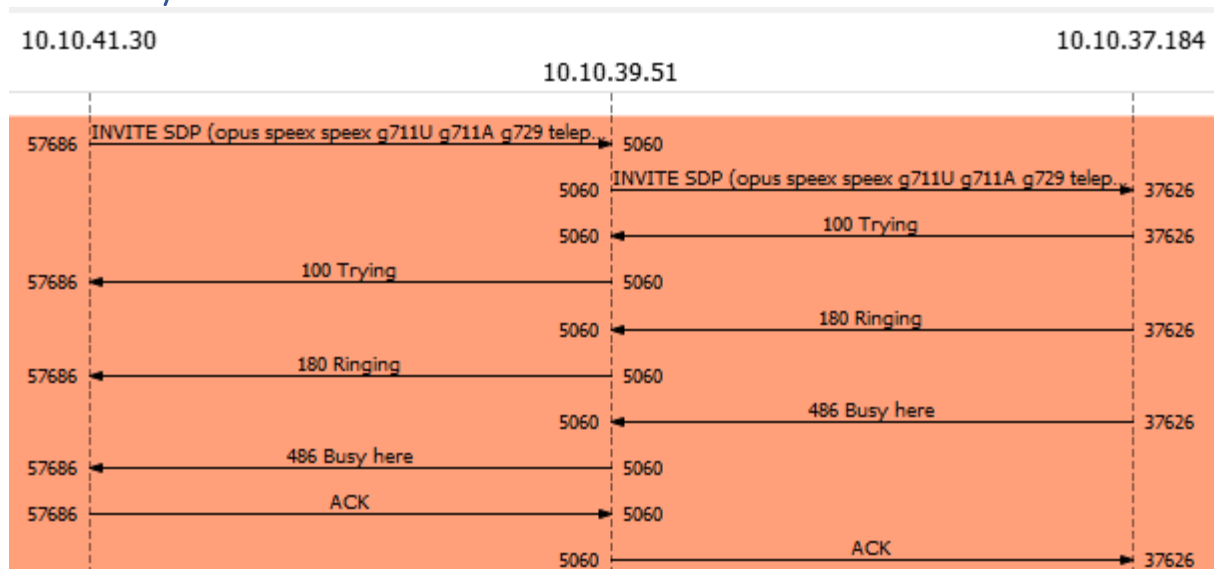 10.10.41.30
10.10.37.184
10.10.39.51
57686 INVITE SDP (opus speex speex g711U g711A g729 telep... 5060
5060 INVITE SDP (opus speex speex g711U g711A g729 telep... 37626
5060 100 Trying 37626
57686 100 Trying 5060
5060 180 Ringing 37626
57686 180 Ringing 5060
5060 486 Busy here 37626
57686 486 Busy here 5060
57686 ACK 5060
5060 ACK 37626